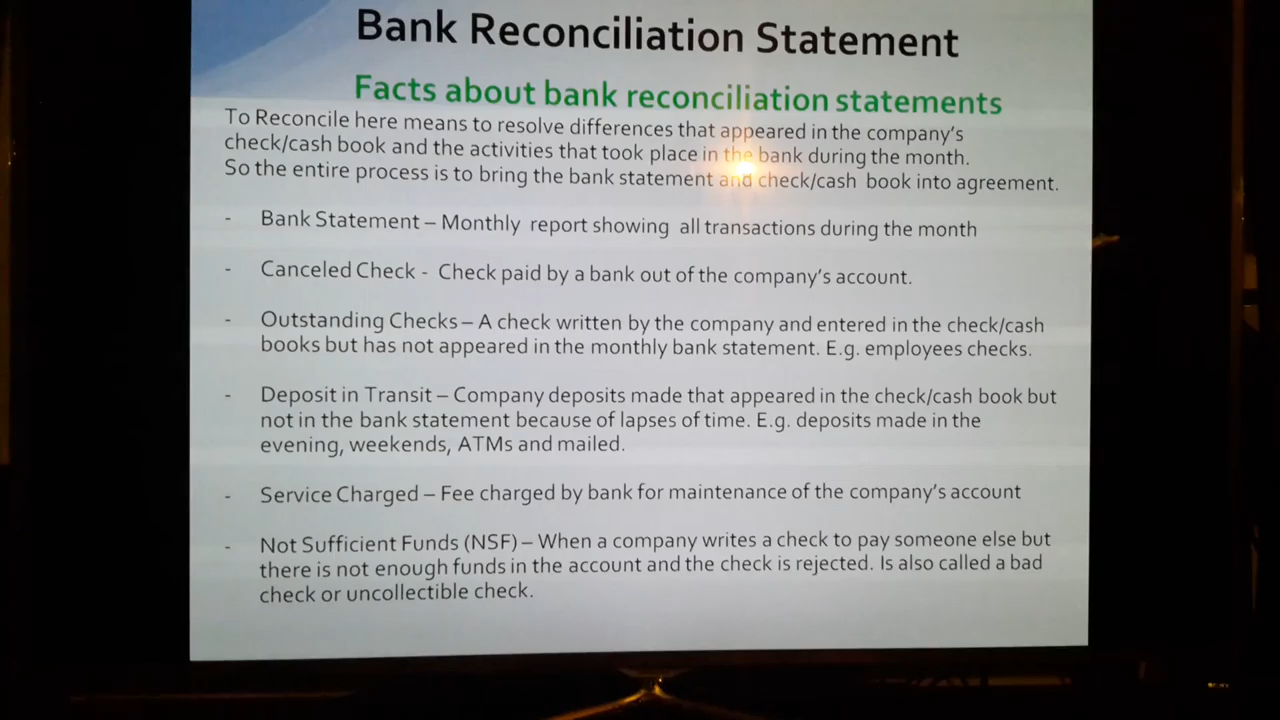 Bank Reconciliation Statement
Facts about bank reconciliation statements
To Reconcile here means to resolve differences that appeared in the company's
check/cash book and the activities that took place in the bank during the month.
So the entire process is to bring the bank statement and check/cash book into agreement.
- Bank Statement – Monthly report showing all transactions during the month
- Canceled Check - Check paid by a bank out of the company's account.
- Outstanding Checks – A check written by the company and entered in the check/cash
books but has not appeared in the monthly bank statement. E.g. employees checks.
- Deposit in Transit – Company deposits made that appeared in the check/cash book but
not in the bank statement because of lapses of time. E.g. deposits made in the
evening, weekends, ATMs and mailed.
- Service Charged – Fee charged by bank for maintenance of the company's account
- Not Sufficient Funds (NSF) – When a company writes a check to pay someone else but
there is not enough funds in the account and the check is rejected. Is also called a bad
check or uncollectible check.